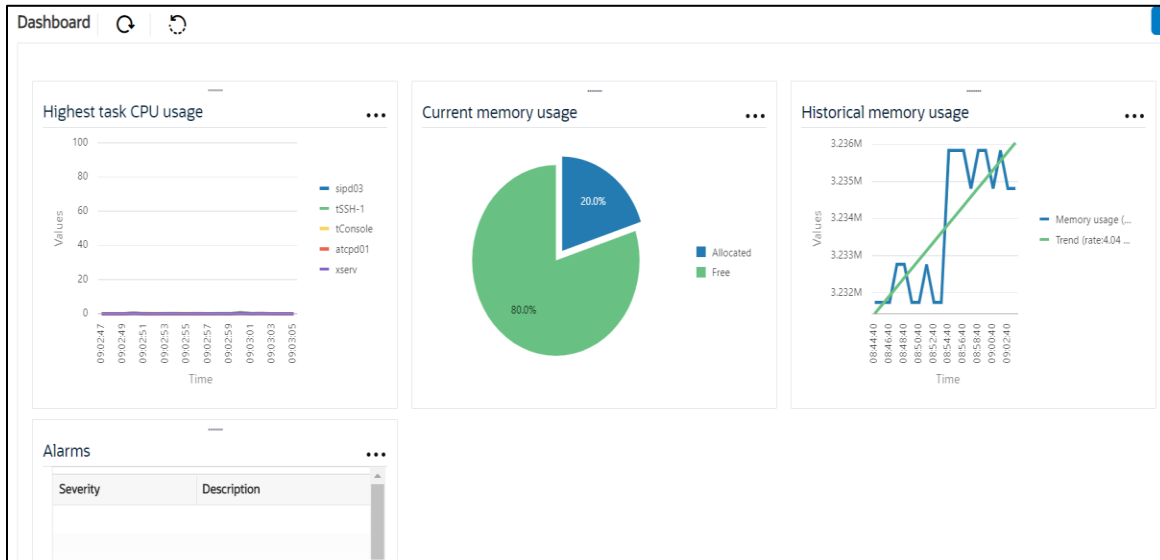 Dashboard
Highest task CPU usage
100
80
60
40
20
0
Values
09:02:47
09:02:49
09:02:51
09:02:53
09:02:55
09:02:57
09:02:59
09:03:01
09:03:03
09:03:05
Time
sipd03
tSSH-1
tConsole
atcpd01
xserv
Current memory usage
20.0%
80.0%
Allocated
Free
Historical memory usage
3.236M
3.235M
3.234M
3.233M
3.232M
Values
08:44:40
08:46:40
08:48:40
08:50:40
08:52:40
08:54:40
08:56:40
08:58:40
09:00:40
09:02:40
Time
Memory usage (...
Trend (rate:4.04 ...
Alarms
Severity Description